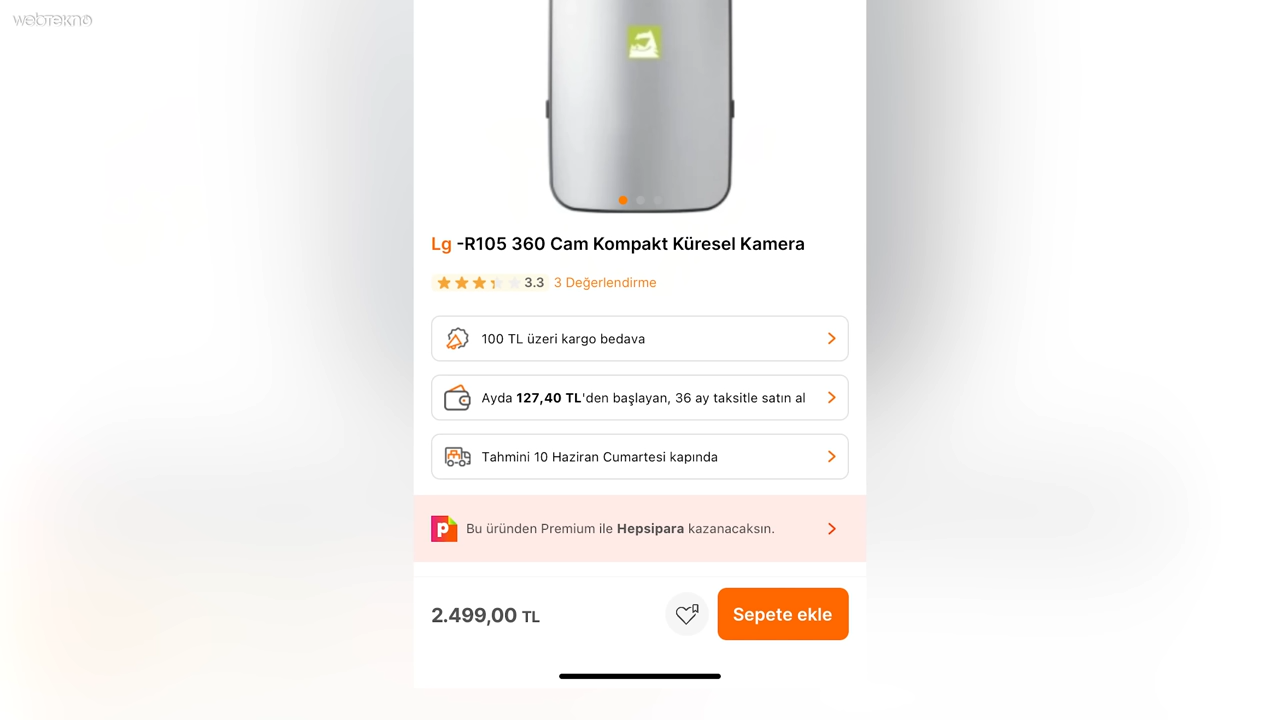 webtekno
Lg -R105 360 Cam Kompakt Küresel Kamera
3.3 3 Değerlendirme
100 TL üzeri kargo bedava
Ayda 127,40 TL'den başlayan, 36 ay taksitle satın al
Tahmini 10 Haziran Cumartesi kapında
P Bu üründen Premium ile Hepsipara kazanacaksın.
2.499,00 TL
Sepete ekle